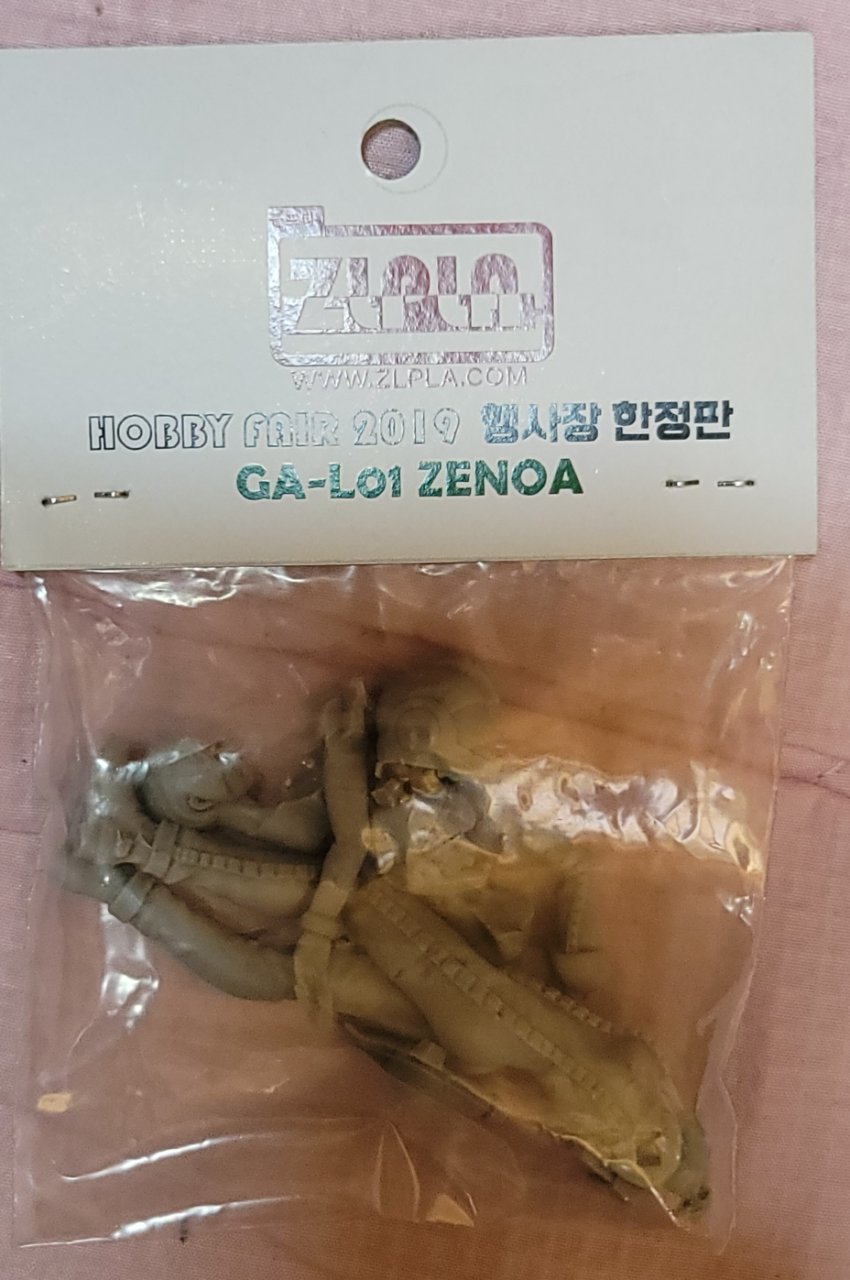 ZLPLA
WWW.ZLPLA.COM
HOBBY FAIR 2019 행사장 한정판
GA-L01 ZENOA